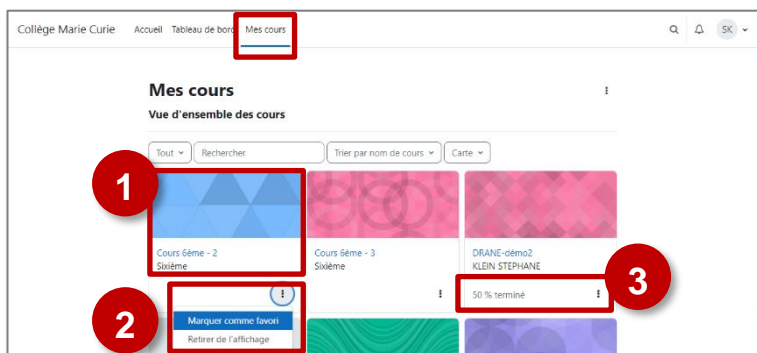 Collège Marie Curie Accueil Tableau de bord Mes cours SK
Mes cours
Vue d'ensemble des cours
Tout Rechercher Trier par nom de cours Carte
1
Cours 6ème - 2 Cours 6ème - 3 DRANE-démo2
Sixième Sixième KLEIN STEPHANE
3
50 % terminé
2
Marquer comme favori
Retirer de l'affichage